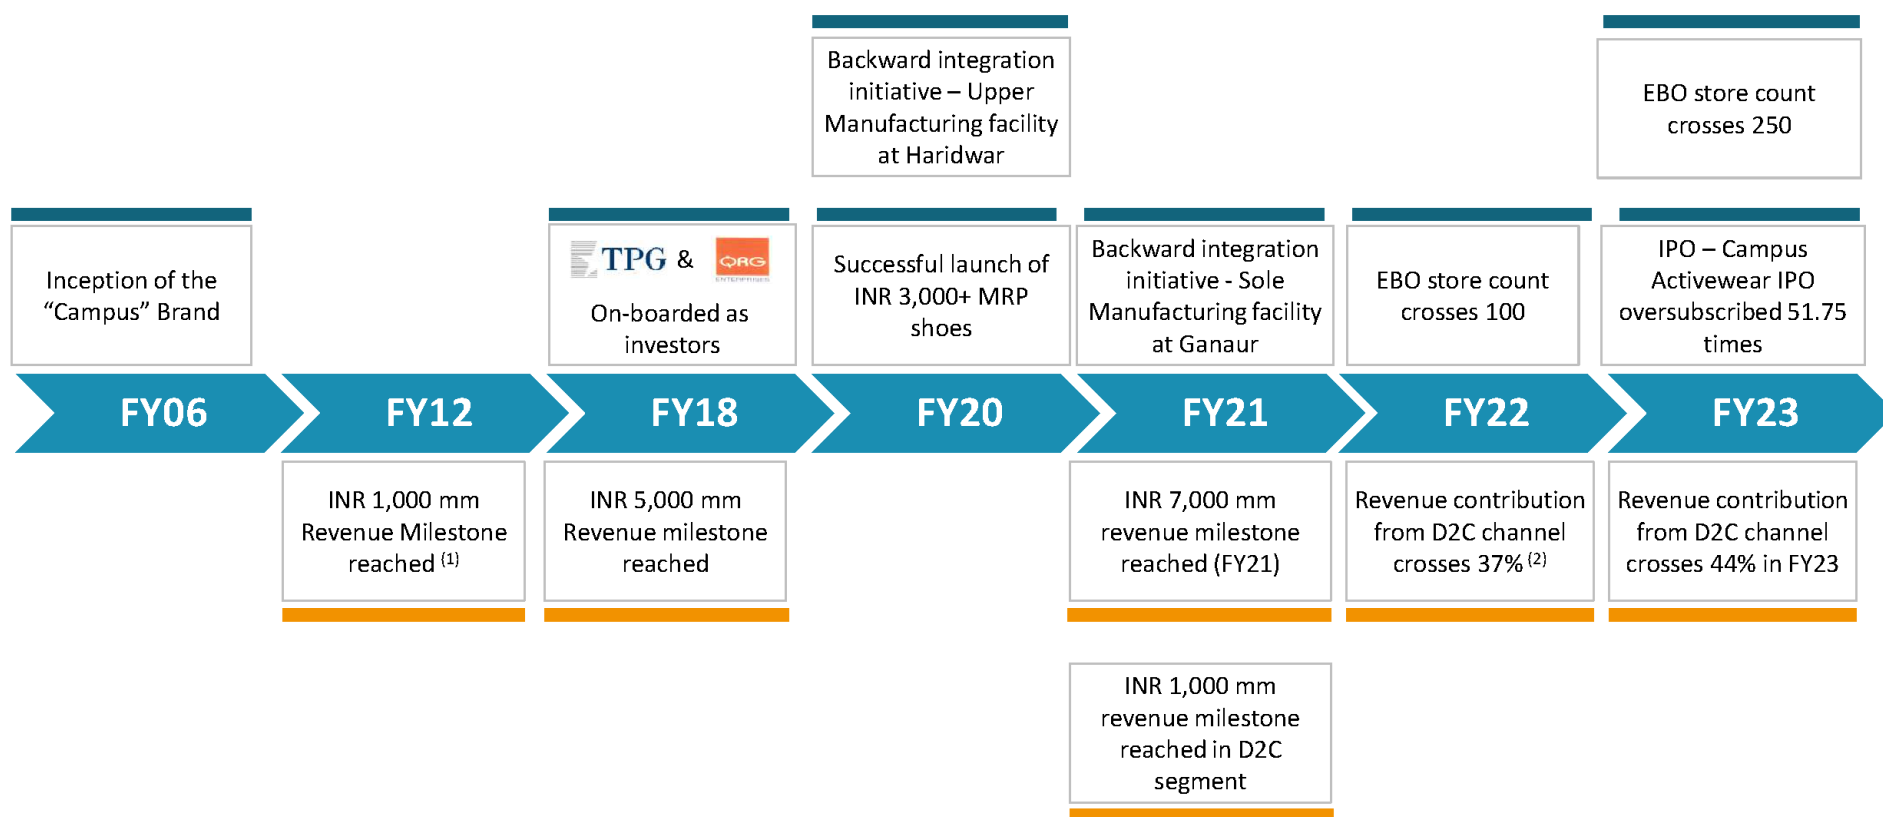 Backward integration
initiative – Upper
Manufacturing facility
at Haridwar
EBO store count
crosses 250
Inception of the
“Campus” Brand
TPG & QRG
ENTERPRISES
On-boarded as
investors
Successful launch of
INR 3,000+ MRP
shoes
Backward integration
initiative - Sole
Manufacturing facility
at Ganaur
EBO store count
crosses 100
IPO – Campus
Activewear IPO
oversubscribed 51.75
times
FY06
FY12
FY18
FY20
FY21
FY22
FY23
INR 1,000 mm
Revenue Milestone
reached (1)
INR 5,000 mm
Revenue milestone
reached
INR 7,000 mm
revenue milestone
reached (FY21)
Revenue contribution
from D2C channel
crosses 37% (2)
Revenue contribution
from D2C channel
crosses 44% in FY23
INR 1,000 mm
revenue milestone
reached in D2C
segment